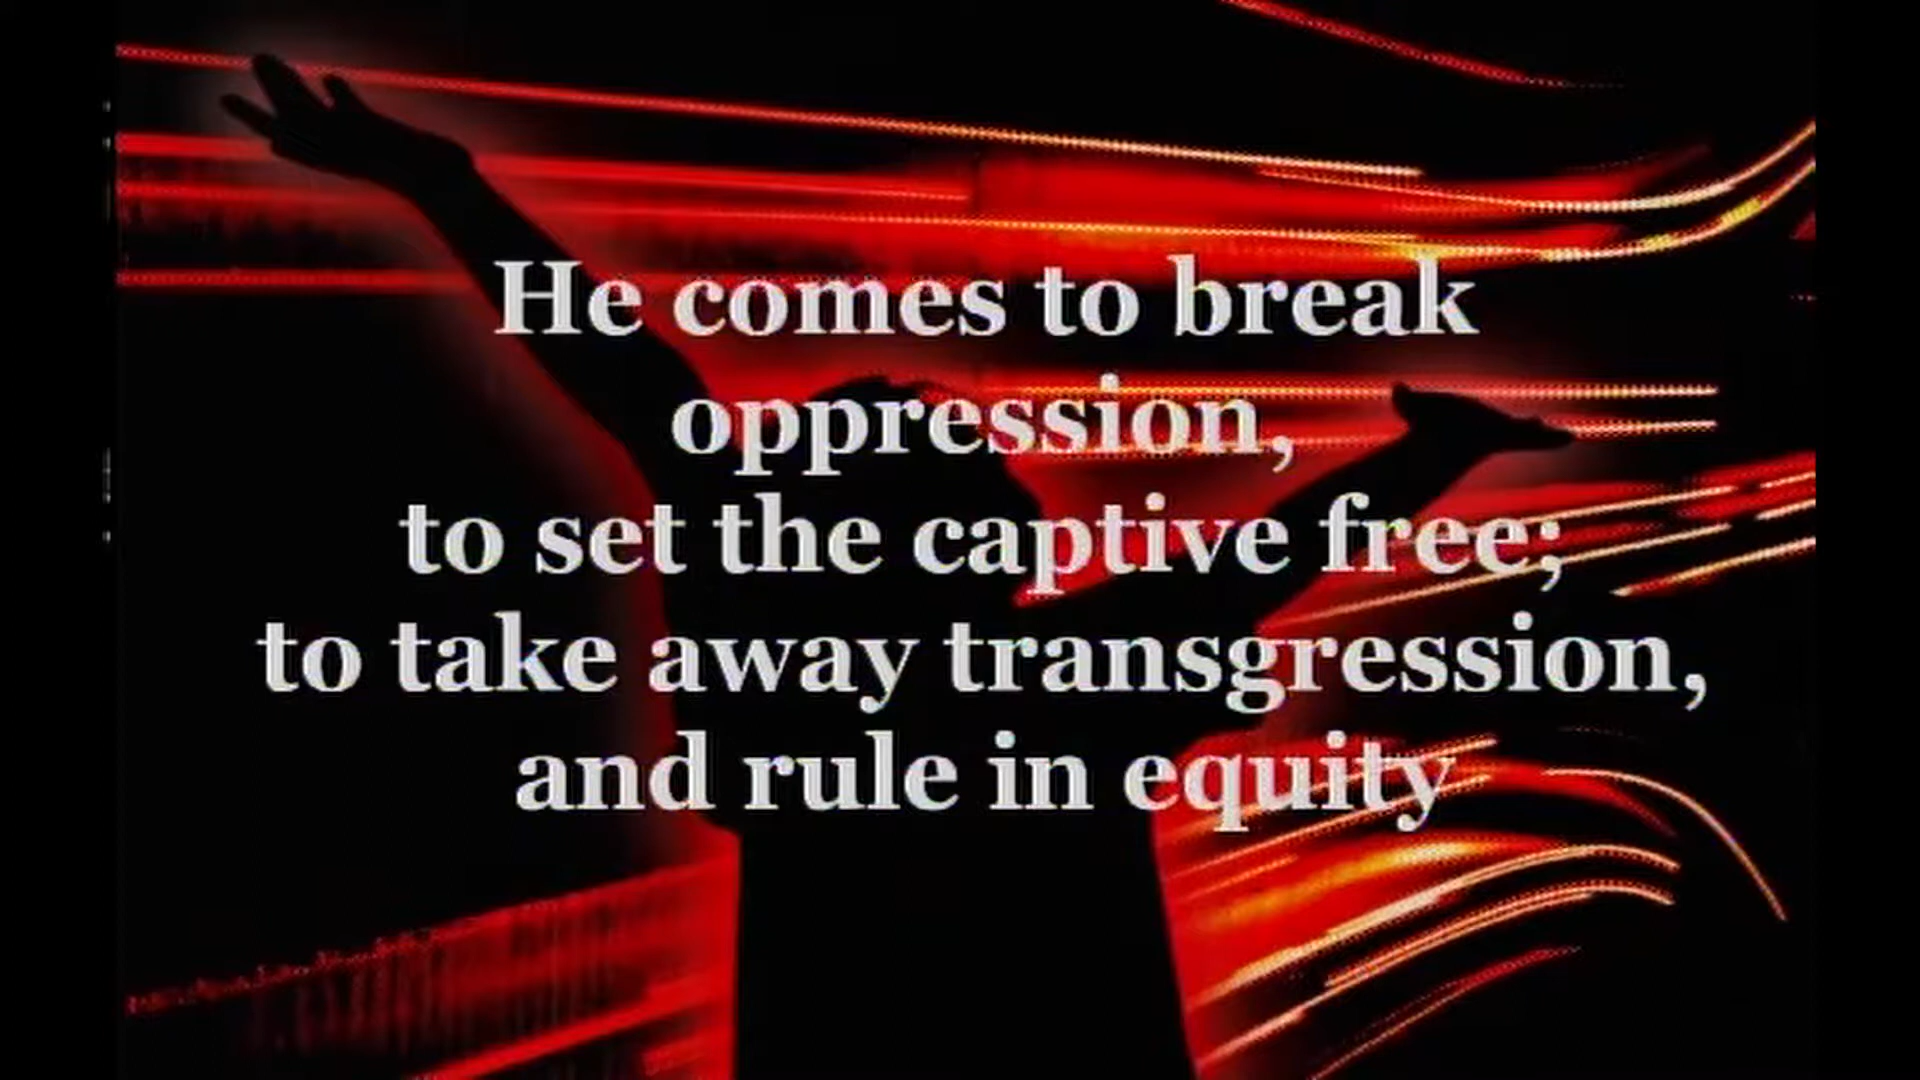 He comes to break
oppression,
to set the captive free;
to take away transgression,
and rule in equity